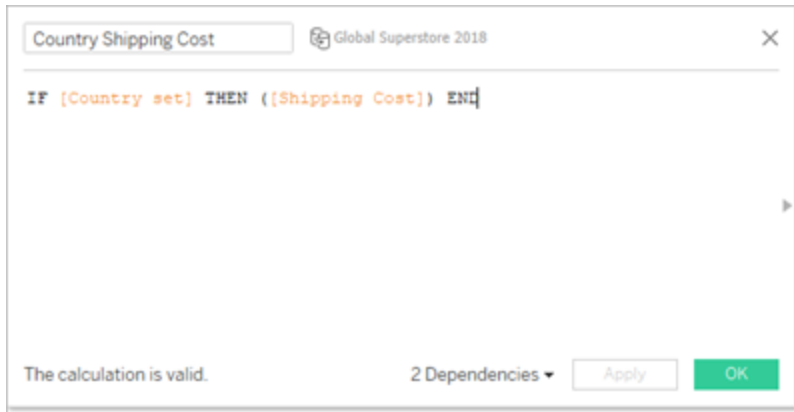 Country Shipping Cost Global Superstore 2018
IF [Country set] THEN ([Shipping Cost]) END
The calculation is valid. 2 Dependencies Apply OK